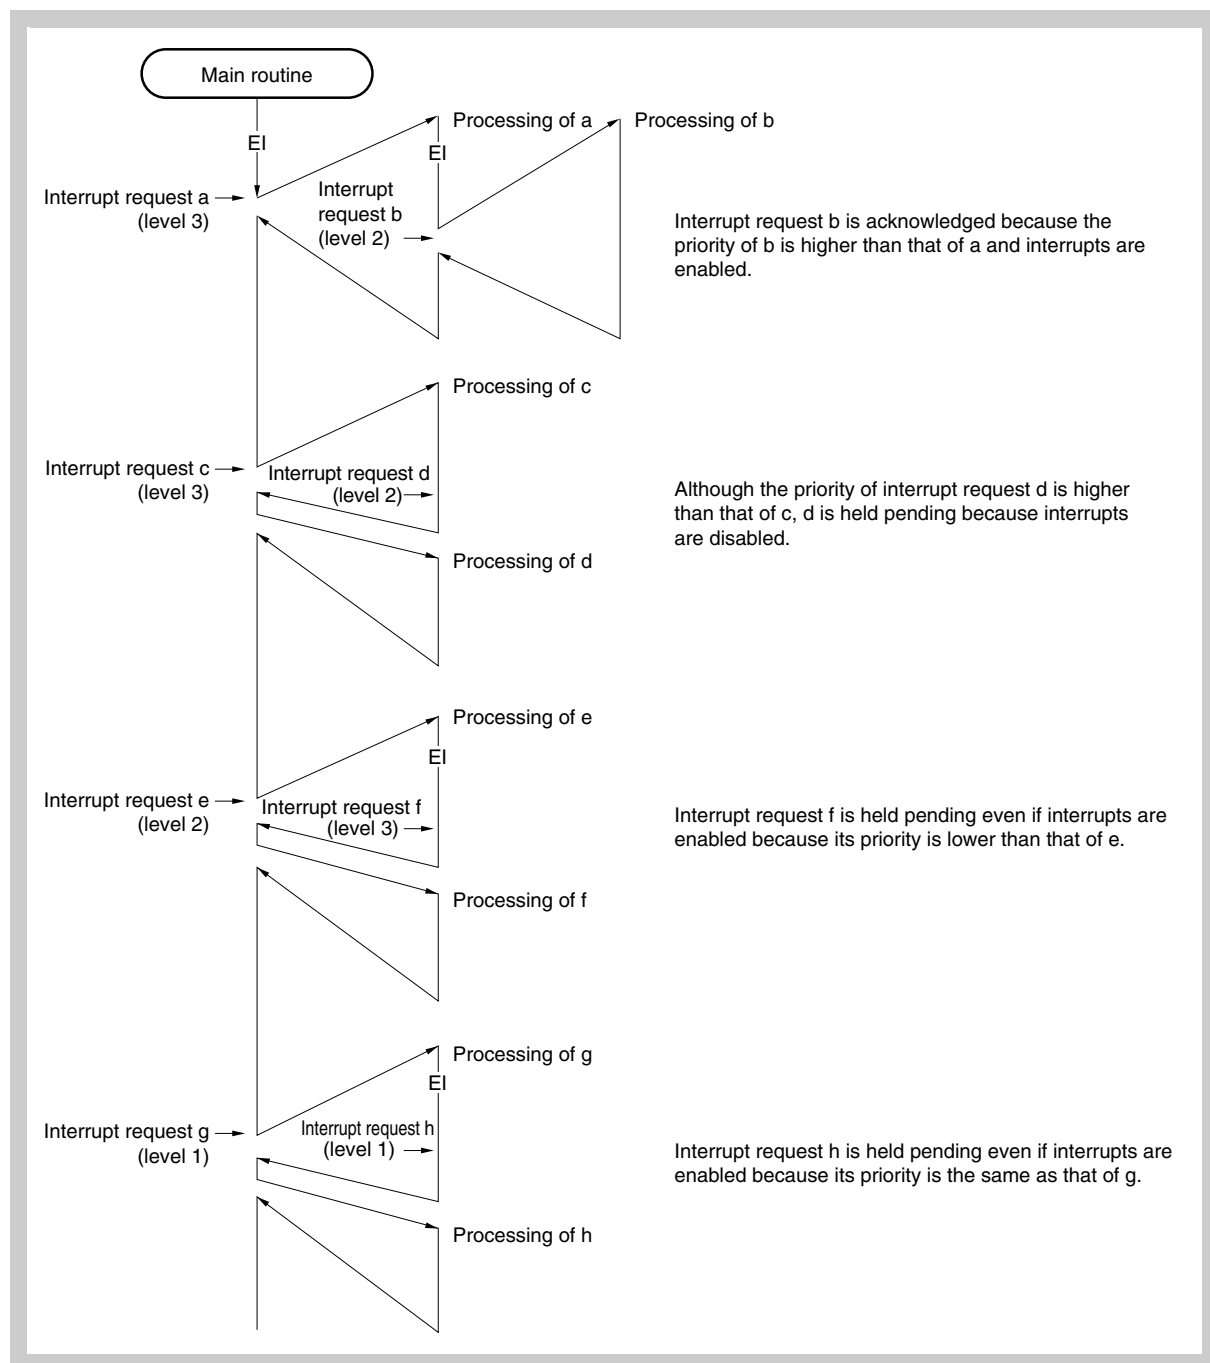 Main routine
EI
Processing of a
Processing of b
EI
Interrupt request a
(level 3)
Interrupt
request b
(level 2)
Interrupt request b is acknowledged because the
priority of b is higher than that of a and interrupts are
enabled.
Processing of c
Interrupt request c
(level 3)
Interrupt request d
(level 2)
Although the priority of interrupt request d is higher
than that of c, d is held pending because interrupts
are disabled.
Processing of d
Processing of e
EI
Interrupt request e
(level 2)
Interrupt request f
(level 3)
Interrupt request f is held pending even if interrupts are
enabled because its priority is lower than that of e.
Processing of f
Processing of g
EI
Interrupt request g
(level 1)
Interrupt request h
(level 1)
Interrupt request h is held pending even if interrupts are
enabled because its priority is the same as that of g.
Processing of h